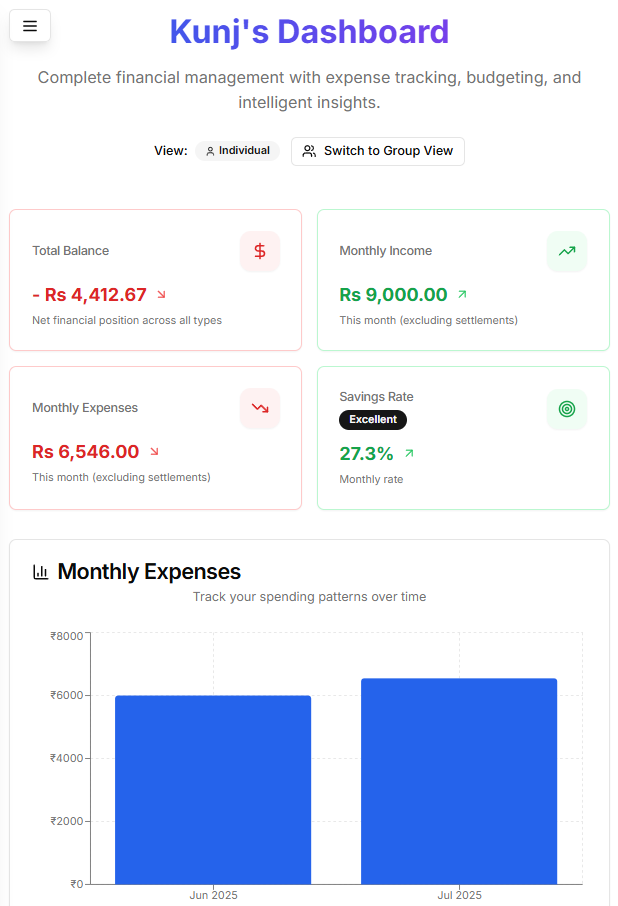 Kunj's Dashboard
Complete financial management with expense tracking, budgeting, and
intelligent insights.
View:
Individual
Switch to Group View
Total Balance
- Rs 4,412.67
Net financial position across all types
Monthly Income
Rs 9,000.00
This month (excluding settlements)
Monthly Expenses
Rs 6,546.00
This month (excluding settlements)
Savings Rate
Excellent
27.3%
Monthly rate
Monthly Expenses
Track your spending patterns over time
₹8000
₹6000
₹4000
₹2000
₹0
Jun 2025
Jul 2025